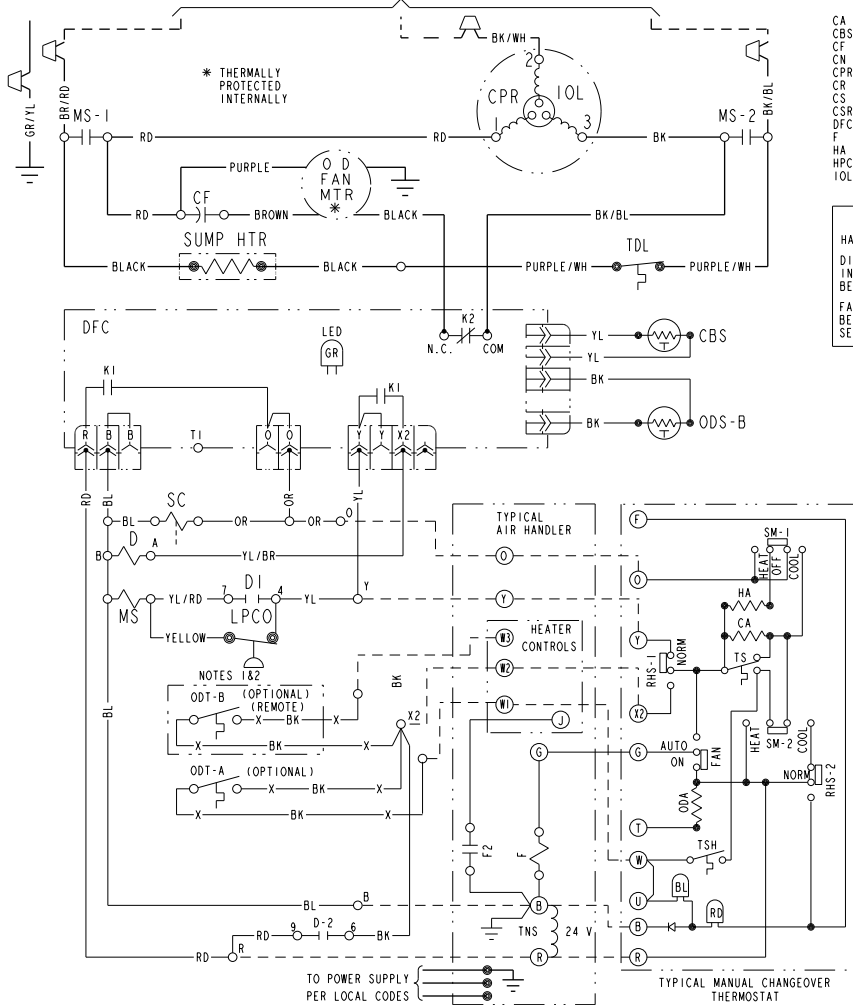 BK/WH
2
* THERMALLY
PROTECTED
INTERNALLY
GR/YL
BR/RD
BK/BL
CPR IOL
MS-1
MS-2
RD
RD
1
3
BK
PURPLE
O D
FAN
MTR
*
CF
RD
BROWN
BLACK
BK/BL
SUMP HTR
TDL
BLACK
BLACK
PURPLE/WH
PURPLE/WH
CA
CBS
CF
CN
CPR
CR
CS
CSR
DFC
F
HA
HPC
IOL
HA
DI
IN
BE
FA
BE
SE
DFC
LED
GR
K2
N.C.
COM
YL
CBS
YL
BK
BK
ODS-B
K1
K1
R
B
B
T1
O
O
Y
Y
X2
RD
BL
OR
YL
SC
BL
OR
OR
O
D
B
A
YL/BR
MS
YL/RD
7
D1
4
YL
Y
LPCO
YELLOW
NOTES 1&2
ODT-B
(OPTIONAL)
(REMOTE)
X
BK
X
X
BK
X
BK
X2
BL
ODT-A
(OPTIONAL)
X
BK
X
X
BK
X
BL
B
RD
9
D-2
6
BK
RD
R
TYPICAL
AIR HANDLER
O
Y
HEATER
CONTROLS
W3
W2
W1
J
G
F2
F
B
TNS
24 V
R
TO POWER SUPPLY
PER LOCAL CODES
F
SM-1
HEAT
OFF
COOL
O
HA
CA
Y
NORM
RHS-1
TS
X2
SM-2
HEAT
COOL
G
AUTO
ON
FAN
NORM
RHS-2
ODA
T
TSH
W
BL
U
RD
B
R
TYPICAL MANUAL CHANGEOVER
THERMOSTAT